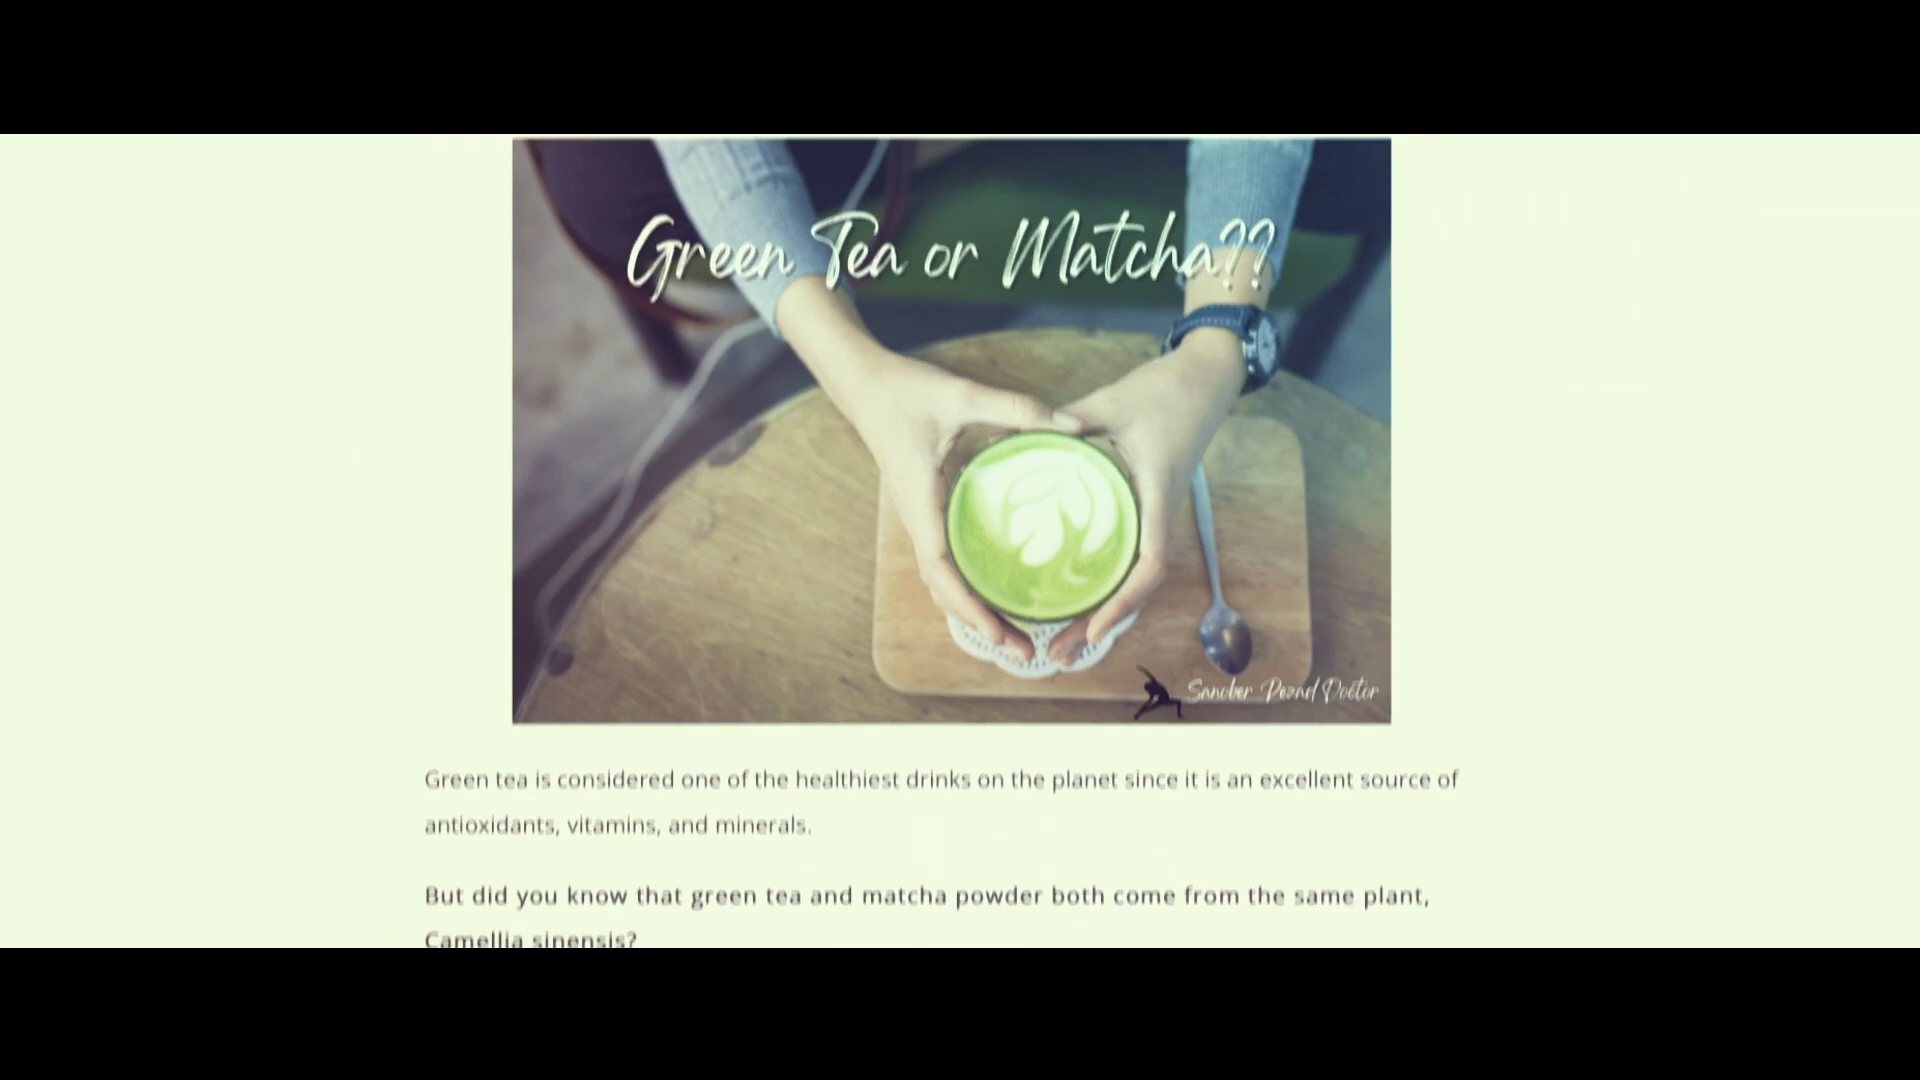 Green Tea or Matcha??
Sanober Pezad Doctor
Green tea is considered one of the healthiest drinks on the planet since it is an excellent source of
antioxidants, vitamins, and minerals.
But did you know that green tea and matcha powder both come from the same plant,
Camellia sinensis?